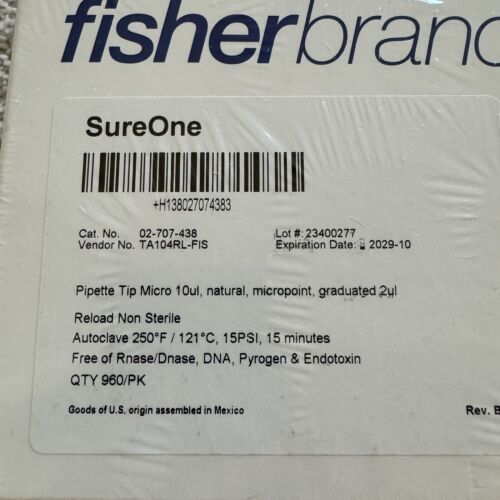 fisherbrand
SureOne
+H138027074383
Cat. No. 02-707-438 Lot #: 23400277
Vendor No. TA104RL-FIS Expiration Date: 2029-10
Pipette Tip Micro 10ul, natural, micropoint, graduated 2ul
Reload Non Sterile
Autoclave 250°F / 121°C, 15PSI, 15 minutes
Free of Rnase/Dnase, DNA, Pyrogen & Endotoxin
QTY 960/PK
Goods of U.S. origin assembled in Mexico Rev. B